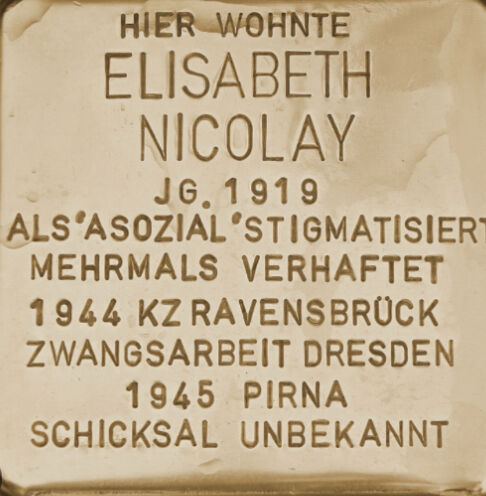 HIER WOHNTE
ELISABETH
NICOLAY
JG. 1919
ALS 'ASOZIAL' STIGMATISIERT
MEHRMALS VERHAFTET
1944 KZ RAVENSBRÜCK
ZWANGSARBEIT DRESDEN
1945 PIRNA
SCHICKSAL UNBEKANNT